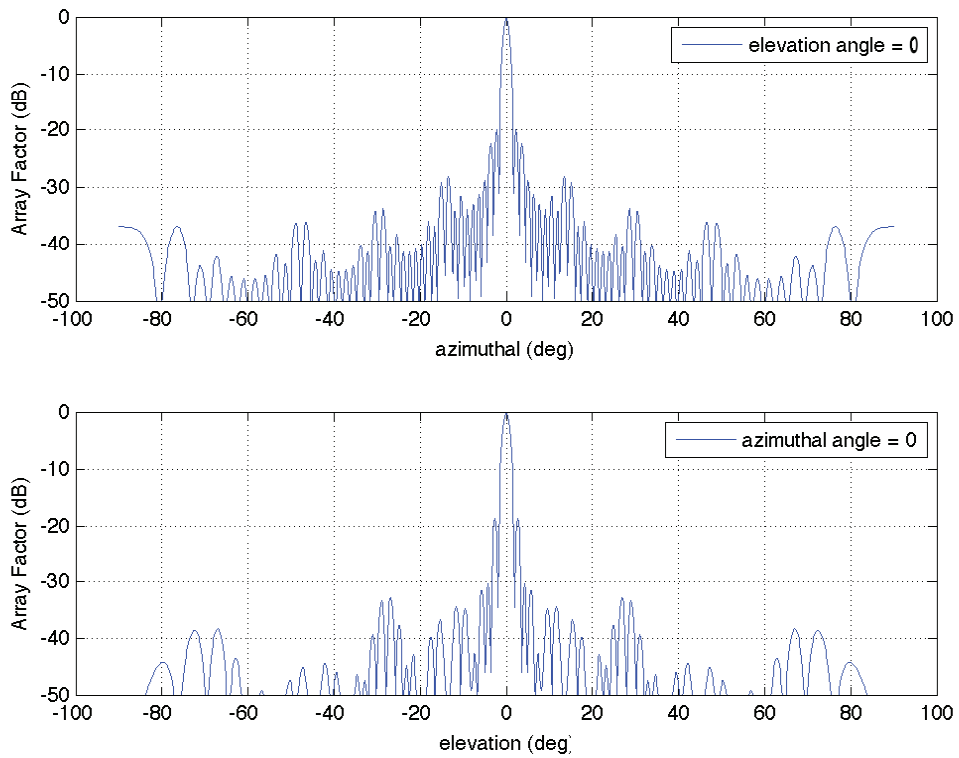 0
-10
-20
-30
-40
-50
Array Factor (dB)
elevation angle = 0
-100 -80 -60 -40 -20 0 20 40 60 80 100
azimuthal (deg)
0
-10
-20
-30
-40
-50
Array Factor (dB)
azimuthal angle = 0
-100 -80 -60 -40 -20 0 20 40 60 80 100
elevation (deg)